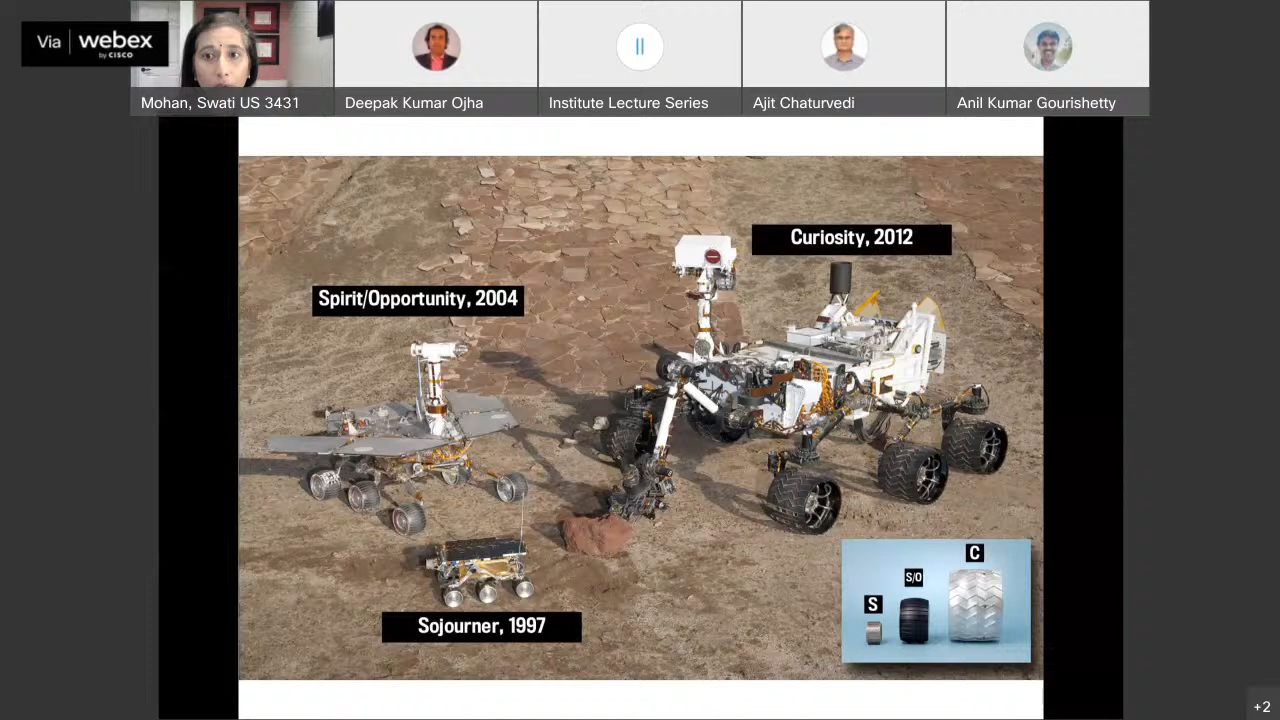 Via webex
by CISCO
Mohan, Swati US 3431
Deepak Kumar Ojha
Institute Lecture Series
Ajit Chaturvedi
Anil Kumar Gourishetty
Curiosity, 2012
Spirit/Opportunity, 2004
Sojourner, 1997
C
S/O
S
+2